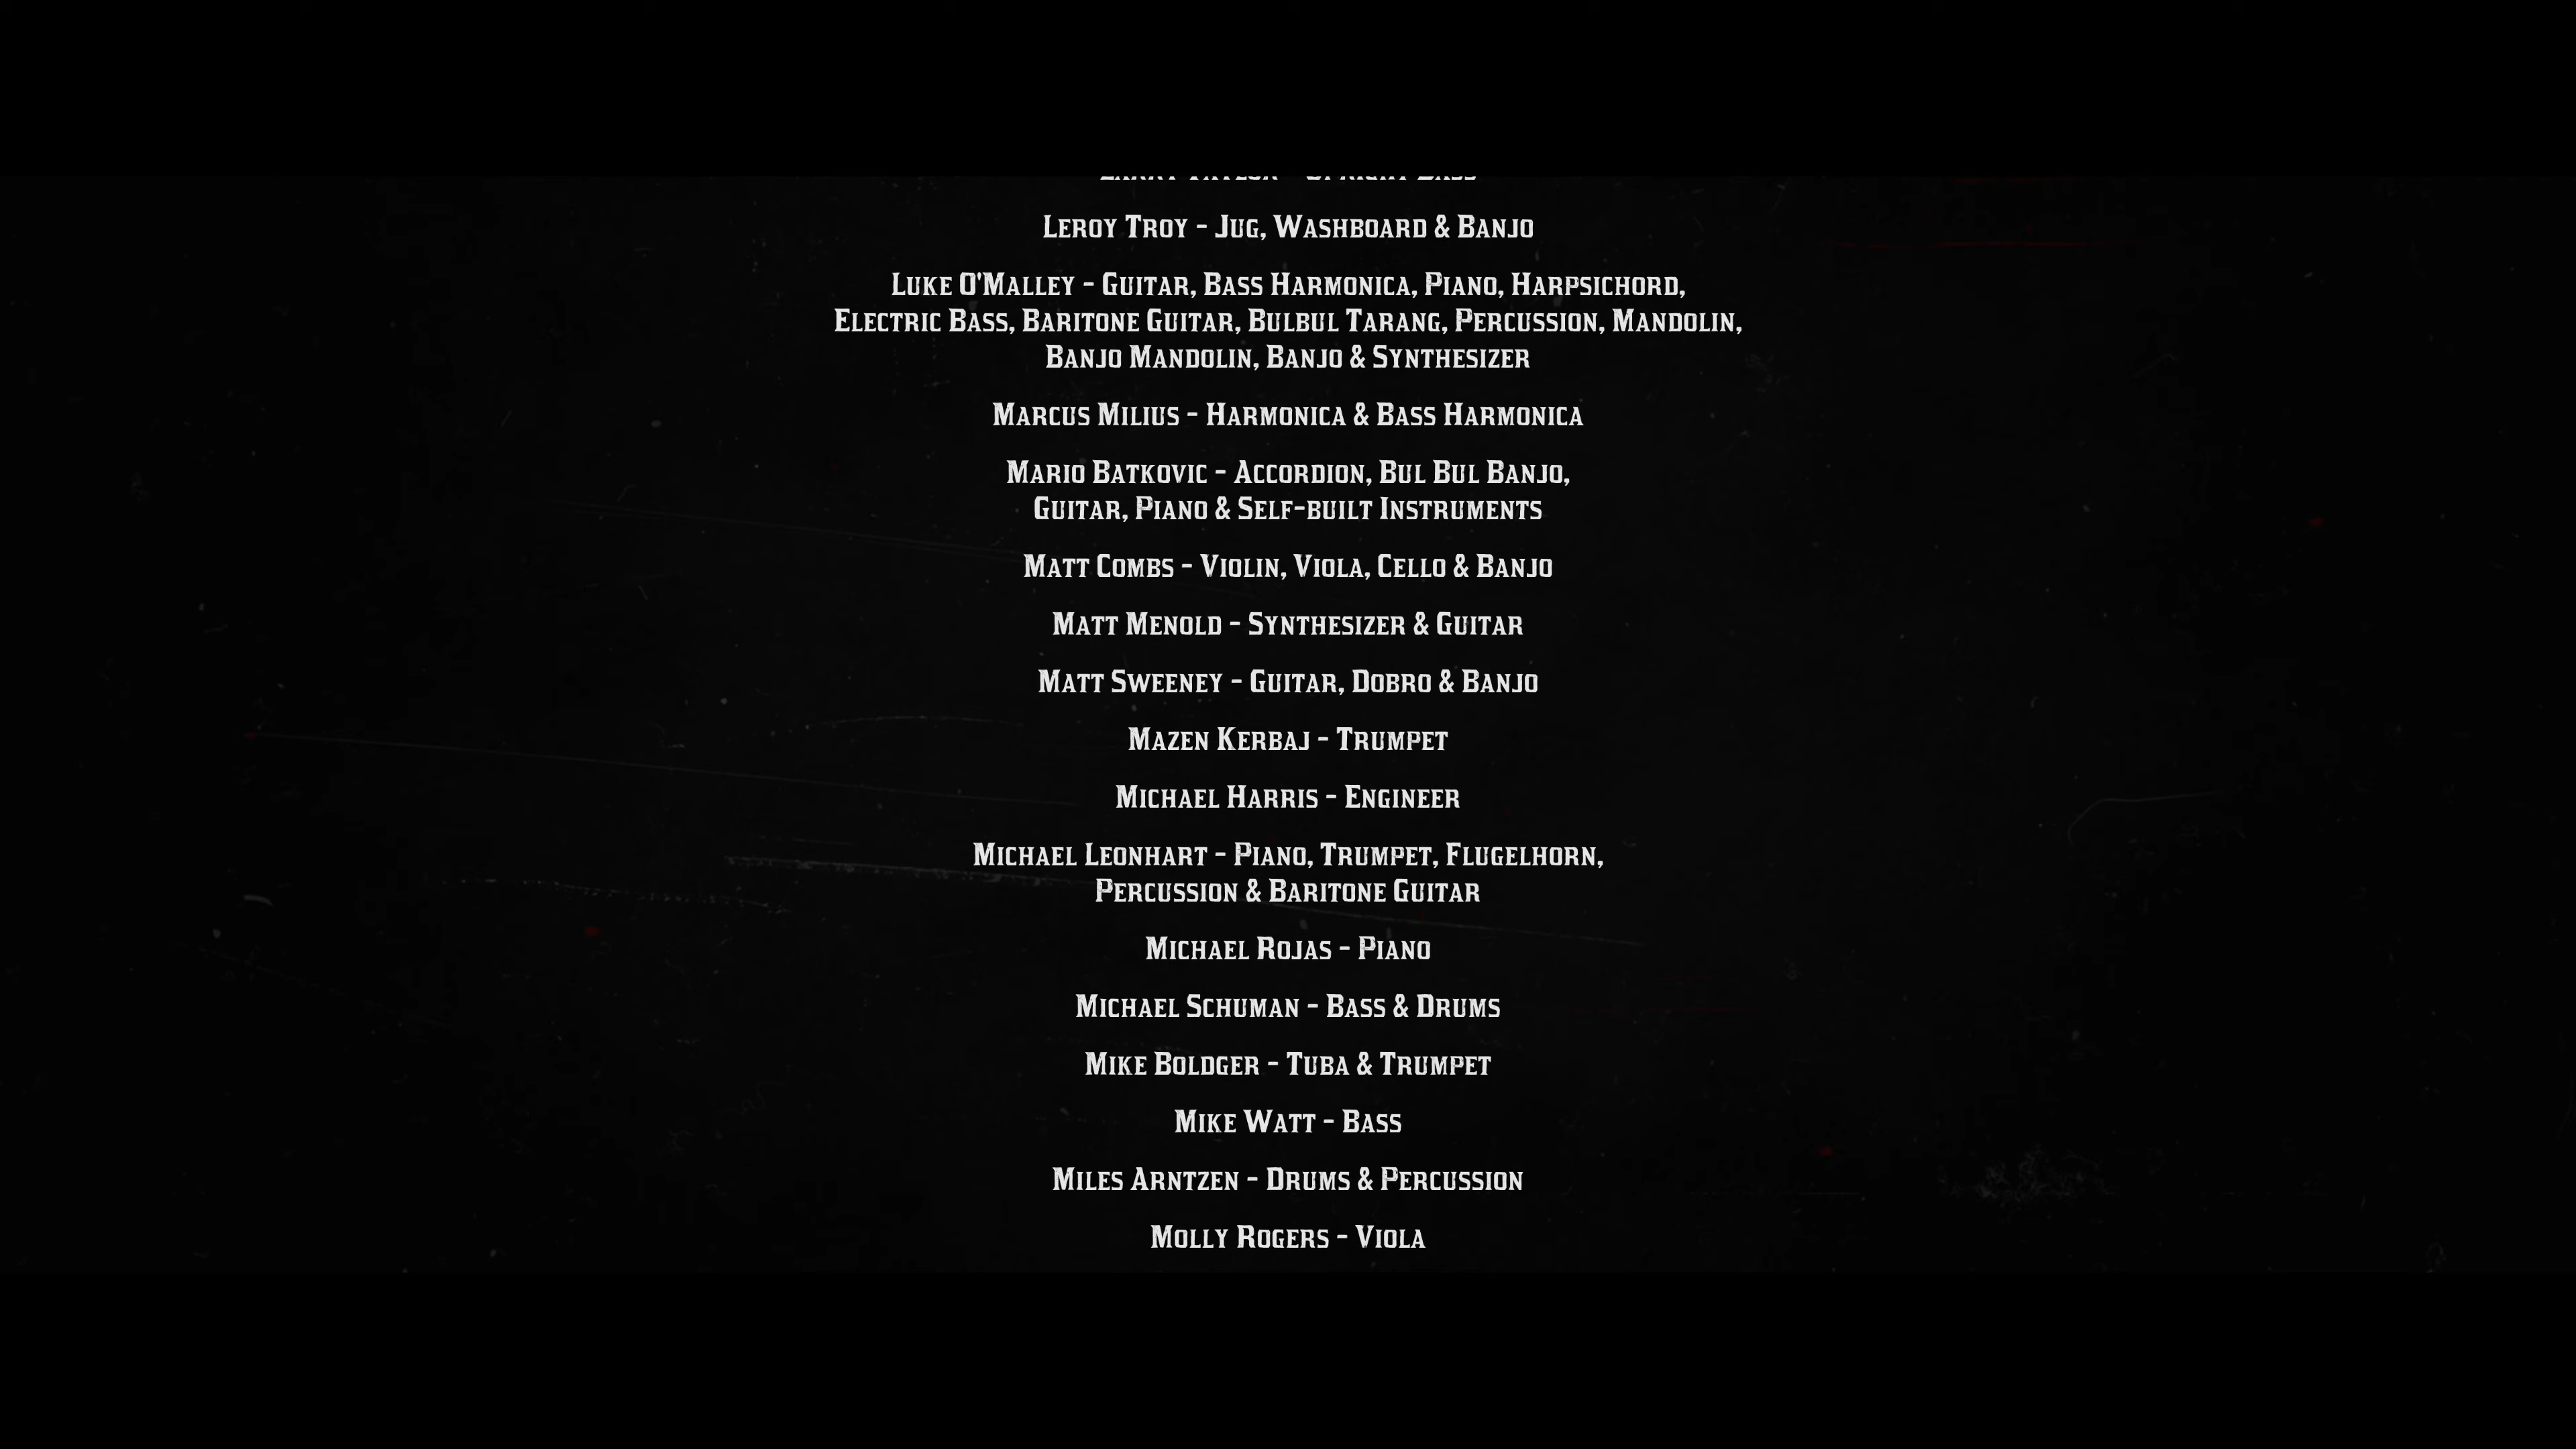 Leroy Troy - Jug, Washboard & Banjo
Luke O'Malley - Guitar, Bass Harmonica, Piano, Harpsichord,
Electric Bass, Baritone Guitar, Bulbul Tarang, Percussion, Mandolin,
Banjo Mandolin, Banjo & Synthesizer
Marcus Milius - Harmonica & Bass Harmonica
Mario Batkovic - Accordion, Bul Bul Banjo,
Guitar, Piano & Self-built Instruments
Matt Combs - Violin, Viola, Cello & Banjo
Matt Menold - Synthesizer & Guitar
Matt Sweeney - Guitar, Dobro & Banjo
Mazen Kerbaj - Trumpet
Michael Harris - Engineer
Michael Leonhart - Piano, Trumpet, Flugelhorn,
Percussion & Baritone Guitar
Michael Rojas - Piano
Michael Schuman - Bass & Drums
Mike Boldger - Tuba & Trumpet
Mike Watt - Bass
Miles Arntzen - Drums & Percussion
Molly Rogers - Viola